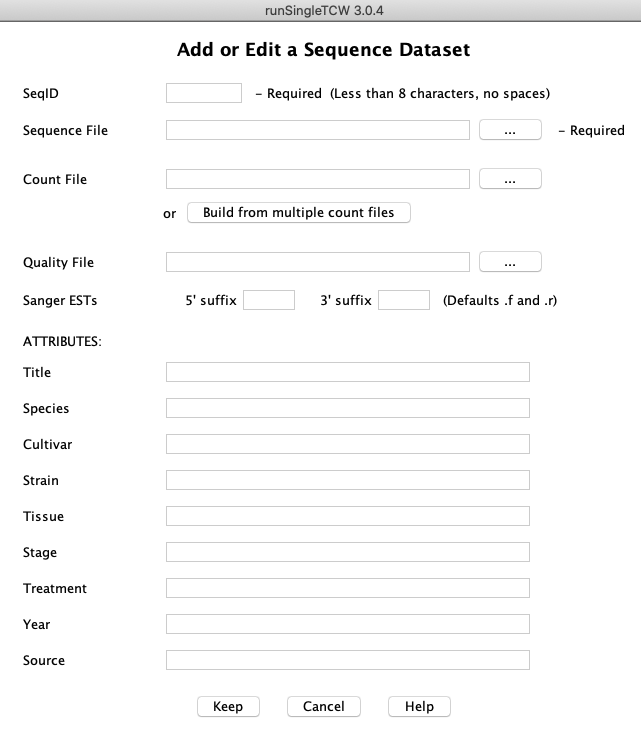 runSingleTCW 3.0.4
Add or Edit a Sequence Dataset
SeqID – Required (Less than 8 characters, no spaces)
Sequence File ... – Required
Count File ...
or Build from multiple count files
Quality File ...
Sanger ESTs 5' suffix 3' suffix (Defaults .f and .r)
ATTRIBUTES:
Title
Species
Cultivar
Strain
Tissue
Stage
Treatment
Year
Source
Keep Cancel Help